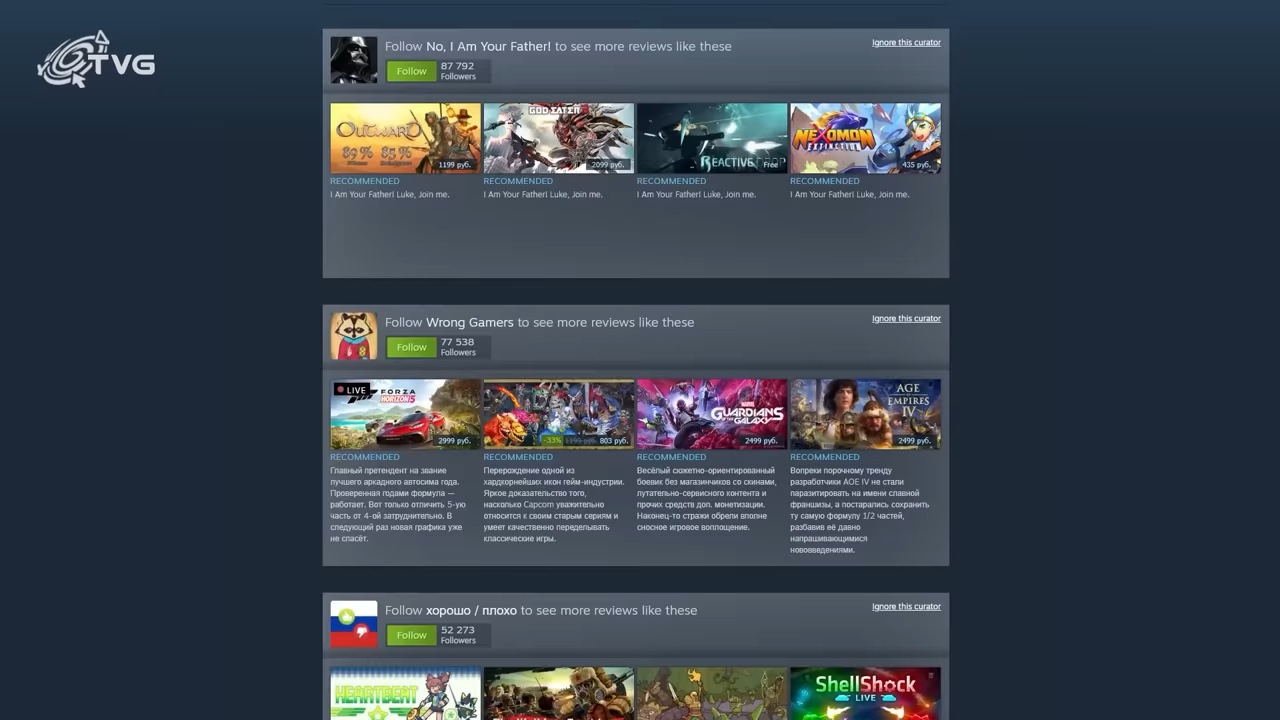 TVG
Follow No, I Am Your Father! to see more reviews like these
Ignore this curator
Follow
87 792
Followers
OUTWARD
89% 85%
1199 руб.
GOD EATER
2099 руб.
REACTIVE DROP
Free
NEXOMON
EXTINCTION
435 руб.
RECOMMENDED
I Am Your Father! Luke, Join me.
RECOMMENDED
I Am Your Father! Luke, Join me.
RECOMMENDED
I Am Your Father! Luke, Join me.
RECOMMENDED
I Am Your Father! Luke, Join me.
Follow Wrong Gamers to see more reviews like these
Ignore this curator
Follow
77 538
Followers
LIVE
FORZA
HORIZON 5
2999 руб.
-33% 1199 руб. 803 руб.
MARVEL
GUARDIANS
OF THE GALAXY
2499 руб.
AGE
OF
EMPIRES
IV
2499 руб.
RECOMMENDED
Главный претендент на звание
лучшего аркадного автосима года.
Проверенная годами формула —
работает. Вот только отличить 5-ую
часть от 4-ой затруднительно. В
следующий раз новая графика уже
не спасёт.
RECOMMENDED
Перерождение одной из
хардкорнейших икон гейм-индустрии.
Яркое доказательство того,
насколько Capcom уважительно
относится к своим старым сериям и
умеет качественно переделывать
классические игры.
RECOMMENDED
Весёлый сюжетно-ориентированный
боевик без магазинчиков со скинами,
лутательно-сервисного контента и
прочих средств доп. монетизации.
Наконец-то стражи обрели вполне
сносное игровое воплощение.
RECOMMENDED
Вопреки порочному тренду
разработчики AOE IV не стали
паразитировать на имени славной
франшизы, а постарались сохранить
ту самую формулу 1/2 частей,
разбавив её давно
напрашивающимися
нововведениями.
Follow хорошо / плохо to see more reviews like these
Ignore this curator
Follow
52 273
Followers
HEARTBEAT
ShellShock
LIVE